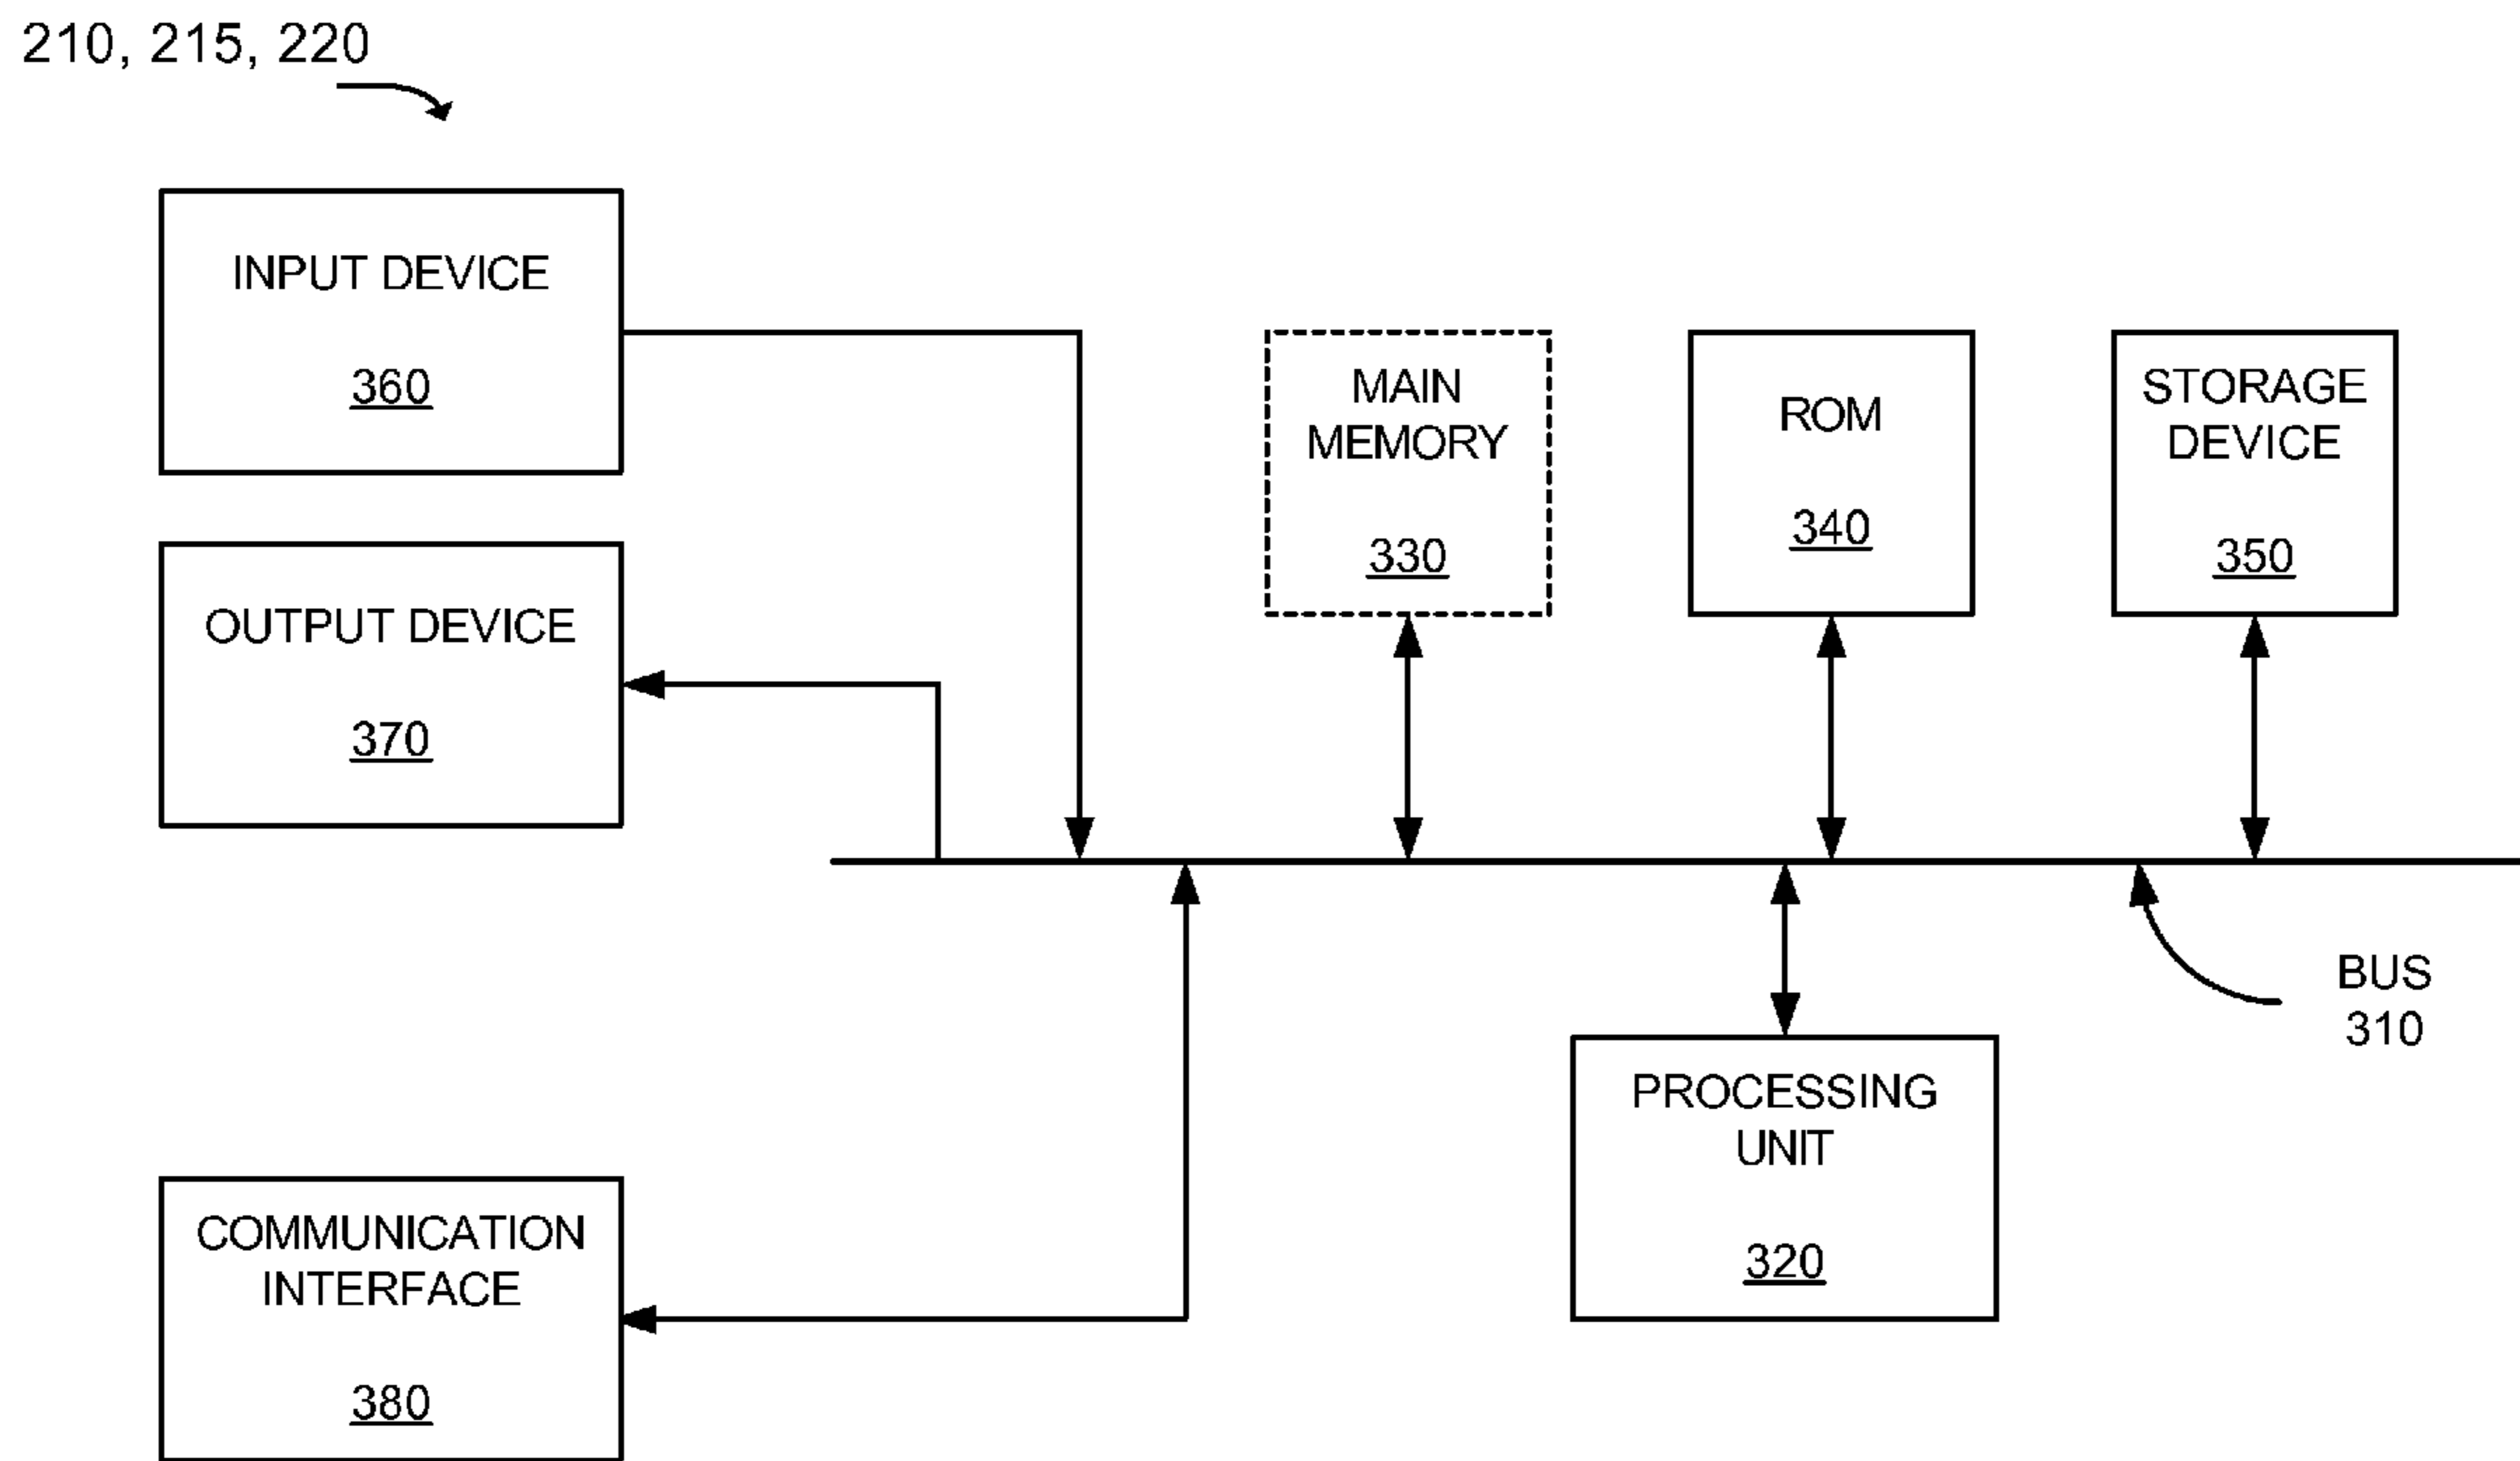 210, 215, 220
INPUT DEVICE
360
OUTPUT DEVICE
370
MAIN
MEMORY
330
ROM
340
STORAGE
DEVICE
350
BUS
310
PROCESSING
UNIT
320
COMMUNICATION
INTERFACE
380